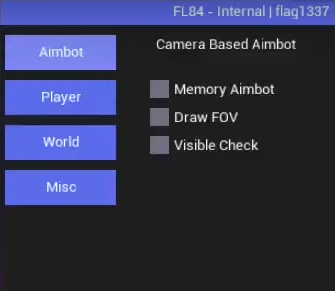 FL84 - Internal | flag1337
Aimbot
Player
World
Misc
Camera Based Aimbot
Memory Aimbot
Draw FOV
Visible Check